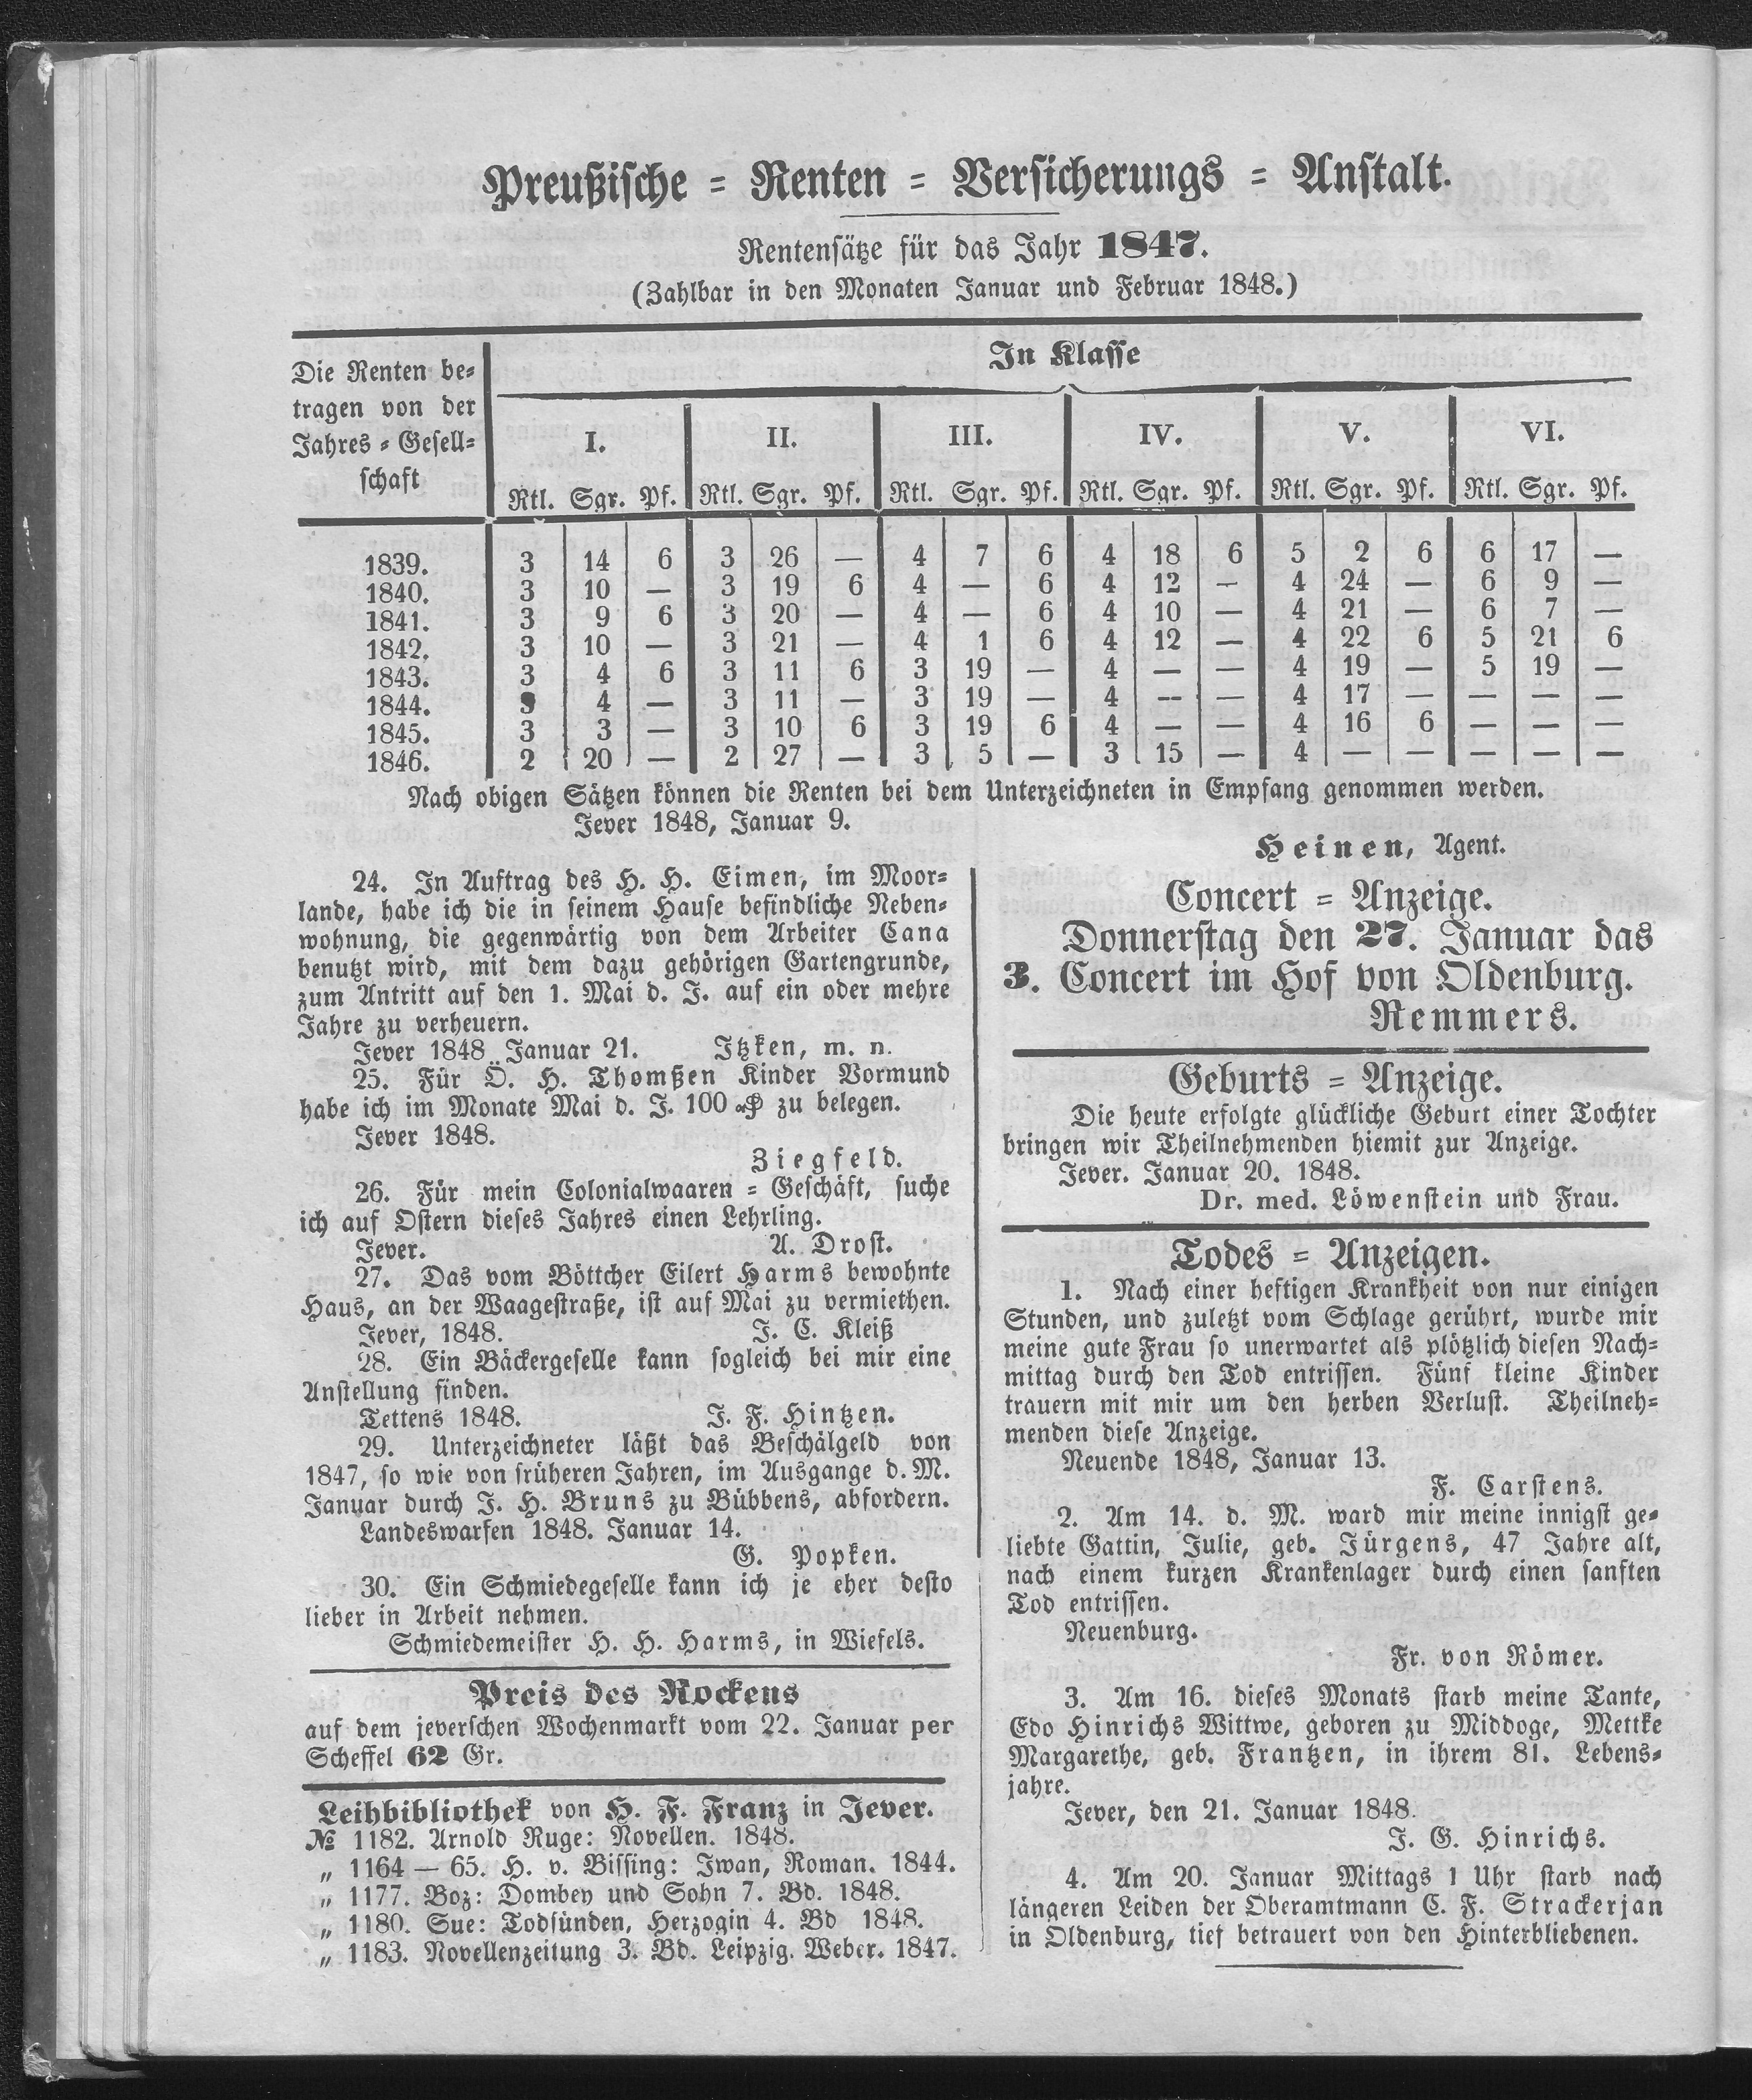 Preußische = Renten = Versicherungs = Anstalt.
Rentensätze für das Jahr 1847.
(Zahlbar in den Monaten Januar und Februar 1848.)
Die Renten be=
tragen von der
Jahres = Gesell=
schaft
In Klasse
I. II. III. IV. V. VI.
Rtl. Sgr. Pf. Rtl. Sgr. Pf. Rtl. Sgr. Pf. Rtl. Sgr. Pf. Rtl. Sgr. Pf. Rtl. Sgr. Pf.
1839. 3 14 6 3 26 — 4 7 6 4 18 6 5 2 6 6 17 —
1840. 3 10 — 3 19 6 4 — 6 4 12 — 4 24 — 6 9 —
1841. 3 9 6 3 20 — 4 — 6 4 10 — 4 21 — 6 7 —
1842. 3 10 — 3 21 — 4 1 6 4 12 — 4 22 6 5 21 6
1843. 3 4 6 3 11 6 3 19 — 4 — — 4 19 — 5 19 —
1844. 3 4 — 3 11 — 3 19 — 4 — — 4 17 — — — —
1845. 3 3 — 3 10 6 3 19 6 4 — — 4 16 6 — — —
1846. 2 20 — 2 27 — 3 5 — 3 15 — 4 — — — — —
Nach obigen Sätzen können die Renten bei dem Unterzeichneten in Empfang genommen werden.
Jever 1848, Januar 9.
Heinen, Agent.
24. In Auftrag des H. H. Eimen, im Moor=
lande, habe ich die in seinem Hause befindliche Neben=
wohnung, die gegenwärtig von dem Arbeiter Cana
benutzt wird, mit dem dazu gehörigen Gartengrunde,
zum Antritt auf den 1. Mai d. J. auf ein oder mehre
Jahre zu verheuern.
Jever 1848 Januar 21. Itzken, m. n.
25. Für O. H. Thomßen Kinder Vormund
habe ich im Monate Mai d. J. 100 ₰ zu belegen.
Jever 1848.
Ziegfeld.
26. Für mein Colonialwaaren = Geschäft, suche
ich auf Ostern dieses Jahres einen Lehrling.
Jever. A. Drost.
27. Das vom Böttcher Eilert Harms bewohnte
Haus, an der Waagestraße, ist auf Mai zu vermiethen.
Jever, 1848. J. C. Kleiß
28. Ein Bäckergeselle kann sogleich bei mir eine
Anstellung finden.
Tettens 1848. J. F. Hintzen.
29. Unterzeichneter läßt das Beschälgeld von
1847, so wie von früheren Jahren, im Ausgange d. M.
Januar durch J. H. Bruns zu Bübbens, abfordern.
Landeswarfen 1848. Januar 14.
G. Popken.
30. Ein Schmiedegeselle kann ich je eher desto
lieber in Arbeit nehmen.
Schmiedemeister H. H. Harms, in Wiefels.
Preis des Rockens
auf dem jeverschen Wochenmarkt vom 22. Januar per
Scheffel 62 Gr.
Leihbibliothek von H. F. Franz in Jever.
№ 1182. Arnold Ruge: Novellen. 1848.
„ 1164 — 65. H. v. Bissing: Iwan, Roman. 1844.
„ 1177. Boz: Dombey und Sohn 7. Bd. 1848.
„ 1180. Sue: Todsünden, Herzogin 4. Bd 1848.
„ 1183. Novellenzeitung 3. Bd. Leipzig. Weber. 1847.
Concert = Anzeige.
Donnerstag den 27. Januar das
3. Concert im Hof von Oldenburg.
Remmers.
Geburts = Anzeige.
Die heute erfolgte glückliche Geburt einer Tochter
bringen wir Theilnehmenden hiemit zur Anzeige.
Jever. Januar 20. 1848.
Dr. med. Löwenstein und Frau.
Todes = Anzeigen.
1. Nach einer heftigen Krankheit von nur einigen
Stunden, und zuletzt vom Schlage gerührt, wurde mir
meine gute Frau so unerwartet als plötzlich diesen Nach=
mittag durch den Tod entrissen. Fünf kleine Kinder
trauern mit mir um den herben Verlust. Theilneh=
menden diese Anzeige.
Neuende 1848, Januar 13.
F. Carstens.
2. Am 14. d. M. ward mir meine innigst ge=
liebte Gattin, Julie, geb. Jürgens, 47 Jahre alt,
nach einem kurzen Krankenlager durch einen sanften
Tod entrissen.
Neuenburg.
Fr. von Römer.
3. Am 16. dieses Monats starb meine Tante,
Edo Hinrichs Wittwe, geboren zu Middoge, Mettke
Margarethe, geb. Frantzen, in ihrem 81. Lebens=
jahre.
Jever, den 21. Januar 1848.
J. G. Hinrichs.
4. Am 20. Januar Mittags 1 Uhr starb nach
längeren Leiden der Oberamtmann C. F. Strackerjan
in Oldenburg, tief betrauert von den Hinterbliebenen.